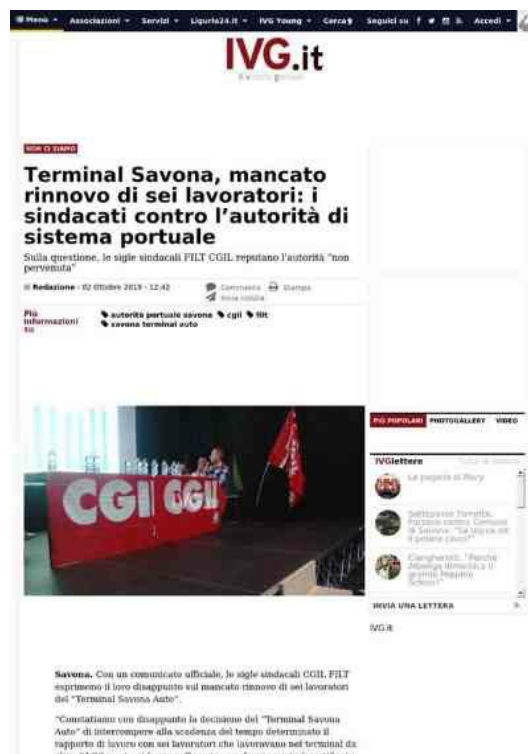 Menù Associazioni Servizi Liguria24.it IVG Young Cerca Seguici su Accedi
IVG.it
NON CI SIAMO
Terminal Savona, mancato
rinnovo di sei lavoratori: i
sindacati contro l'autorità di
sistema portuale
Sulla questione, le sigle sindacali FILT CGIL reputano l'autorità "non
pervenuta"
di Redazione - 02 Ottobre 2019 - 12:42
Commenta Stampa
Invia notizia
Più
informazioni
su
autorità portuale savona cgil filt
savona terminal auto
CGIL CGIL
PIÙ POPOLARI PHOTOGALLERY VIDEO
IVGlettere
Le pagelle di Mary
INVIA UNA LETTERA
IVG.it
Savona. Con un comunicato ufficiale, le sigle sindacali CGIL FILT
esprimono il loro disappunto sul mancato rinnovo di sei lavoratori
del "Terminal Savona Auto".
"Constatiamo con disappunto la decisione del "Terminal Savona
Auto" di interrompere alla scadenza del tempo determinato il
rapporto di lavoro con sei lavoratori che lavoravano nel terminal da